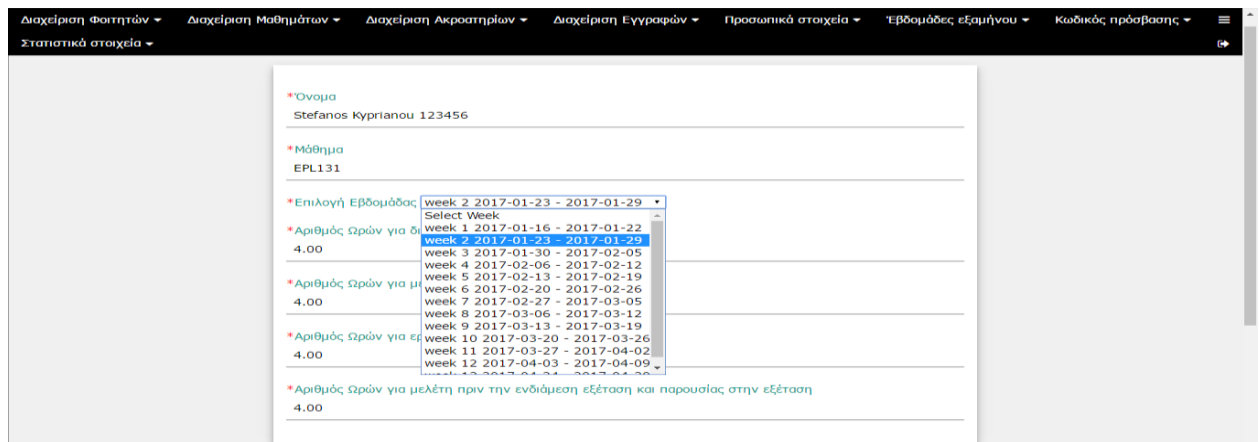 Διαχείριση Φοιτητών Διαχείριση Μαθημάτων Διαχείριση Ακροατηρίων Διαχείριση Εγγραφών Προσωπικά στοιχεία Έβδομάδες εξαμήνου Κωδικός πρόσβασης
Στατιστικά στοιχεία
*Όνομα
Stefanos Kyprianou 123456
*Μάθημα
EPL131
*Επιλογή Εβδομάδας week 2 2017-01-23 - 2017-01-29
Select Week
week 1 2017-01-16 - 2017-01-22
*Αριθμός Ωρών για
week 2 2017-01-23 - 2017-01-29
4.00
week 3 2017-01-30 - 2017-02-05
week 4 2017-02-06 - 2017-02-12
week 5 2017-02-13 - 2017-02-19
*Αριθμός Ωρών για
week 6 2017-02-20 - 2017-02-26
4.00
week 7 2017-02-27 - 2017-03-05
week 8 2017-03-06 - 2017-03-12
week 9 2017-03-13 - 2017-03-19
*Αριθμός Ωρών για
week 10 2017-03-20 - 2017-03-26
4.00
week 11 2017-03-27 - 2017-04-02
week 12 2017-04-03 - 2017-04-09
*Αριθμός Ωρών για μελέτη πριν την ενδιάμεση εξέταση και παρουσίας στην εξέταση
4.00